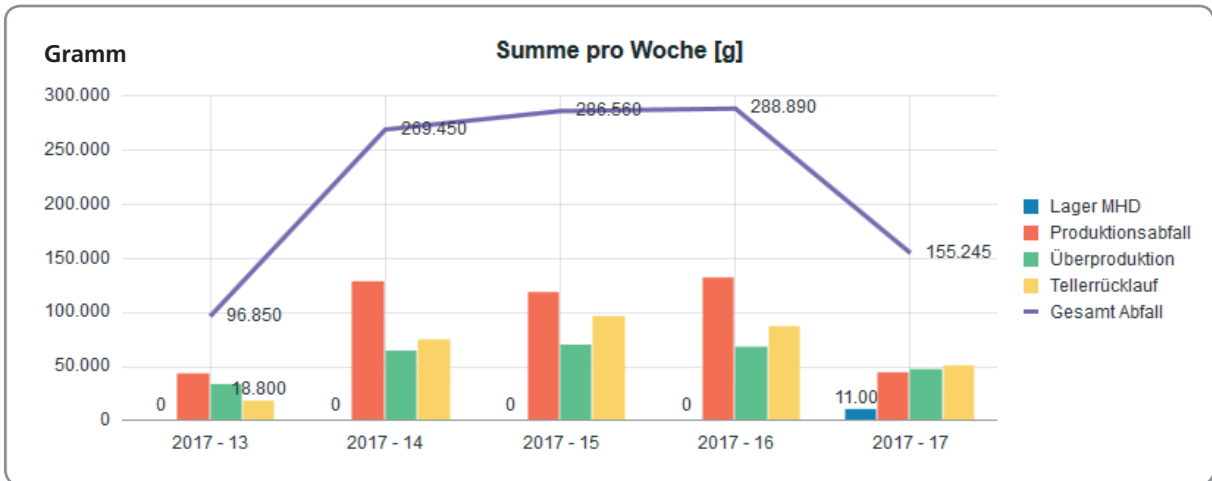 Gramm
Summe pro Woche [g]
300.000
250.000
200.000
150.000
100.000
50.000
0
96.850
269.450
286.560
288.890
155.245
0
18.800
0
0
0
11.00
2017 - 13
2017 - 14
2017 - 15
2017 - 16
2017 - 17
Lager MHD
Produktionsabfall
Überproduktion
Tellerrücklauf
Gesamt Abfall